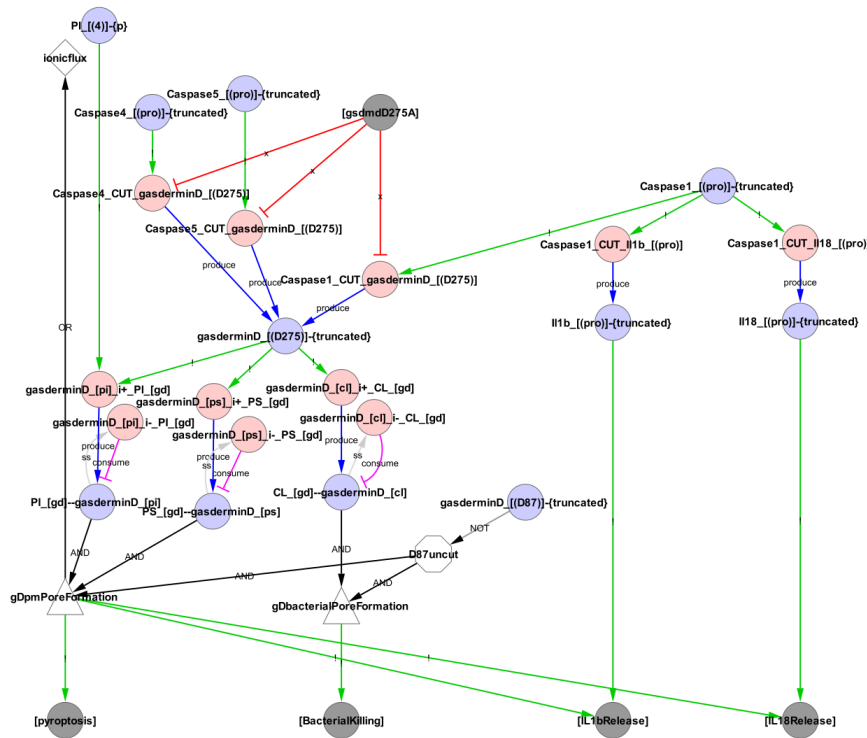 PI_[(4)]-{p}
ionicflux
Caspase5_[(pro)]-{truncated}
Caspase4_[(pro)]-{truncated}
[gsdmdD275A]
!
!
x
x
x
Caspase4_CUT_gasderminD_[(D275)]
Caspase1_[(pro)]-{truncated}
!
!
!
!
Caspase5_CUT_gasderminD_[(D275)]
Caspase1_CUT_Il1b_[(pro)]
Caspase1_CUT_Il18_[(pro)]
produce
produce
Caspase1_CUT_gasderminD_[(D275)]
produce
produce
produce
OR
gasderminD_[(D275)]-{truncated}
Il1b_[(pro)]-{truncated}
Il18_[(pro)]-{truncated}
!
!
!
gasderminD_[pi]_i+_PI_[gd]
gasderminD_[cl]_i+_CL_[gd]
gasderminD_[ps]_i+_PS_[gd]
gasderminD_[pi]_i-_PI_[gd]
gasderminD_[cl]_i-_CL_[gd]
gasderminD_[ps]_i-_PS_[gd]
produce
produce
produce
ss
ss
ss
consume
consume
consume
PI_[gd]--gasderminD_[pi]
PS_[gd]--gasderminD_[ps]
CL_[gd]--gasderminD_[cl]
gasderminD_[(D87)]-{truncated}
NOT
AND
AND
AND
D87uncut
AND
AND
gDpmPoreFormation
gDbacterialPoreFormation
!
!
!
!
!
!
[pyroptosis]
[BacterialKilling]
[IL1bRelease]
[IL18Release]